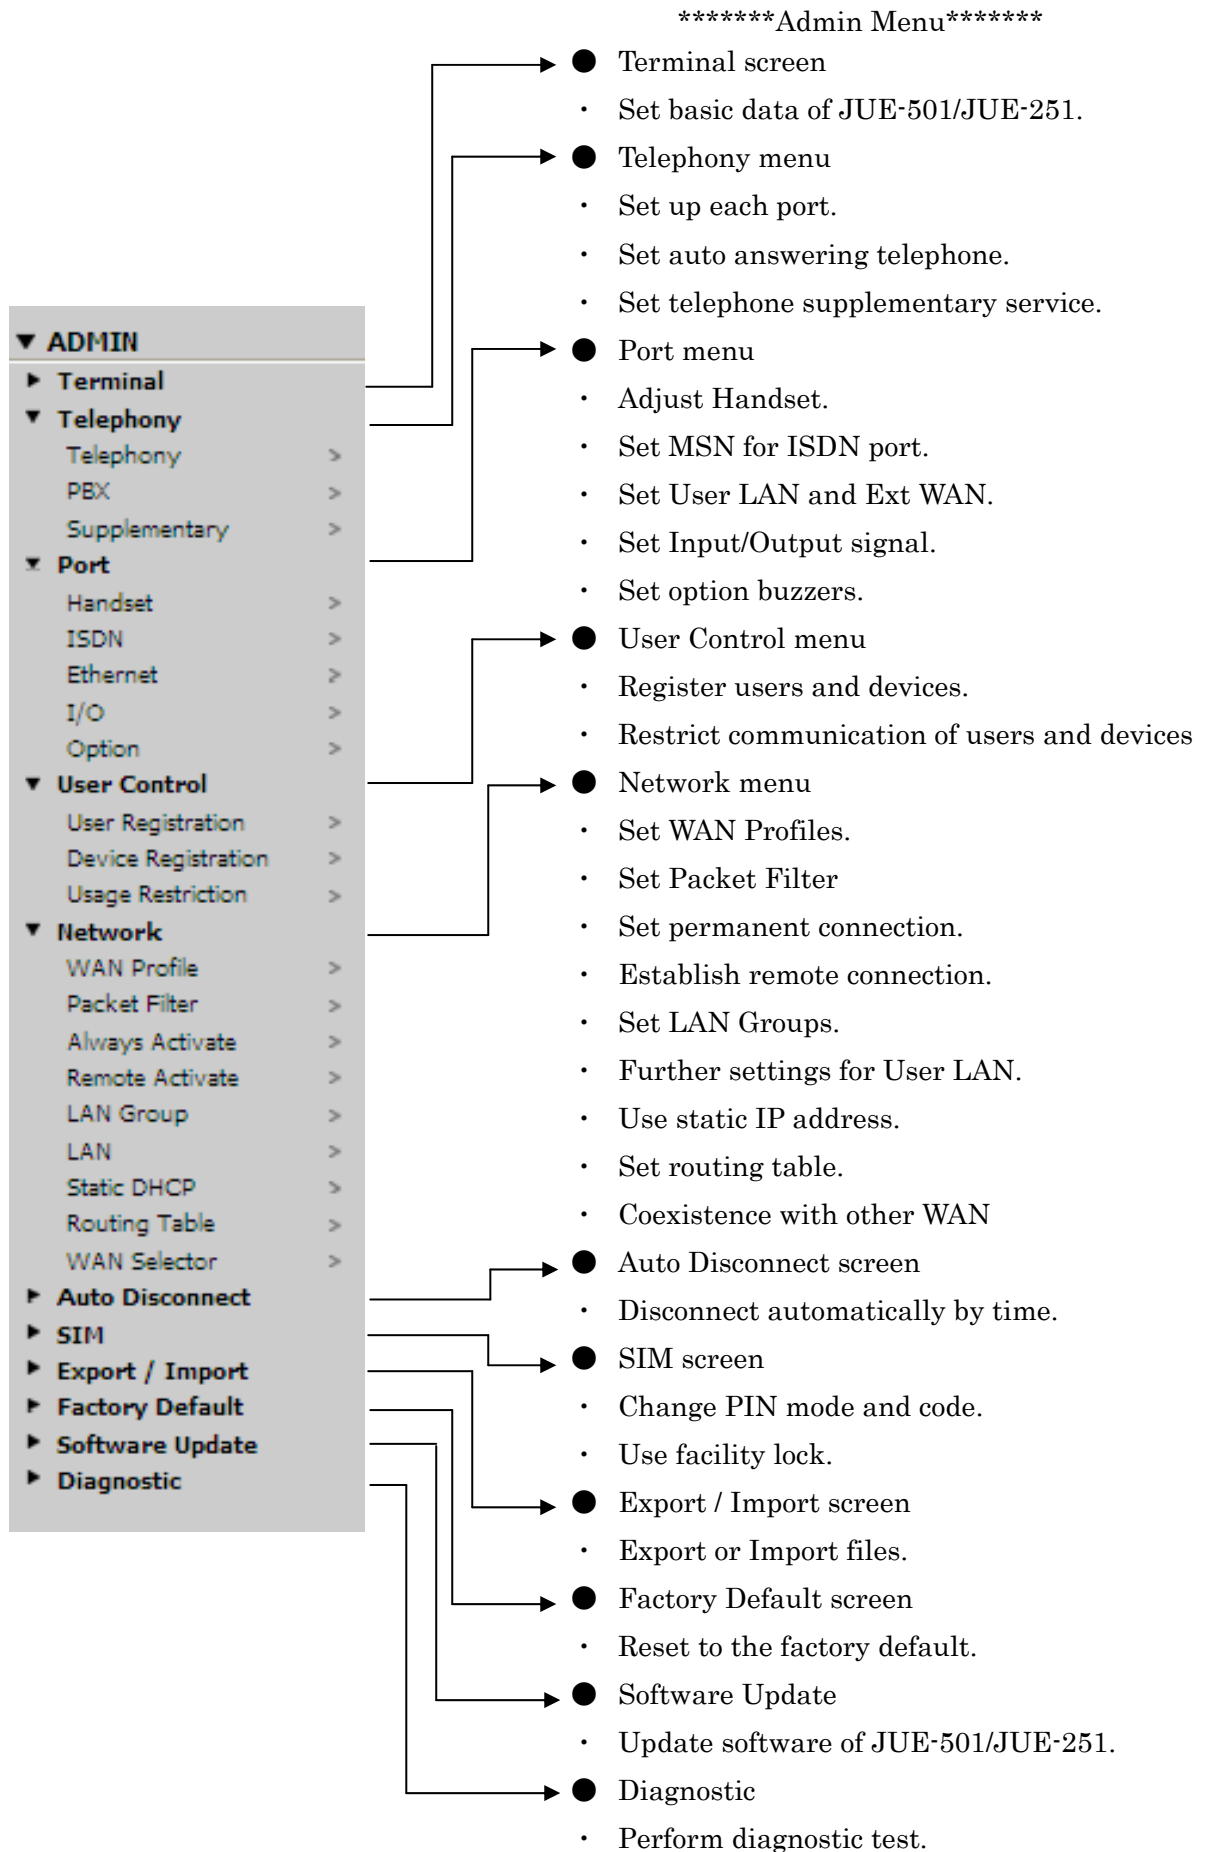 *******Admin Menu*******
● Terminal screen
・ Set basic data of JUE-501/JUE-251.
● Telephony menu
・ Set up each port.
・ Set auto answering telephone.
・ Set telephone supplementary service.
● Port menu
・ Adjust Handset.
・ Set MSN for ISDN port.
・ Set User LAN and Ext WAN.
・ Set Input/Output signal.
・ Set option buzzers.
● User Control menu
・ Register users and devices.
・ Restrict communication of users and devices
● Network menu
・ Set WAN Profiles.
・ Set Packet Filter
・ Set permanent connection.
・ Establish remote connection.
・ Set LAN Groups.
・ Further settings for User LAN.
・ Use static IP address.
・ Set routing table.
・ Coexistence with other WAN
● Auto Disconnect screen
・ Disconnect automatically by time.
● SIM screen
・ Change PIN mode and code.
・ Use facility lock.
● Export / Import screen
・ Export or Import files.
● Factory Default screen
・ Reset to the factory default.
● Software Update
・ Update software of JUE-501/JUE-251.
● Diagnostic
・ Perform diagnostic test.
▼ ADMIN
► Terminal
▼ Telephony
Telephony >
PBX >
Supplementary >
▼ Port
Handset >
ISDN >
Ethernet >
I/O >
Option >
▼ User Control
User Registration >
Device Registration >
Usage Restriction >
▼ Network
WAN Profile >
Packet Filter >
Always Activate >
Remote Activate >
LAN Group >
LAN >
Static DHCP >
Routing Table >
WAN Selector >
► Auto Disconnect
► SIM
► Export / Import
► Factory Default
► Software Update
► Diagnostic